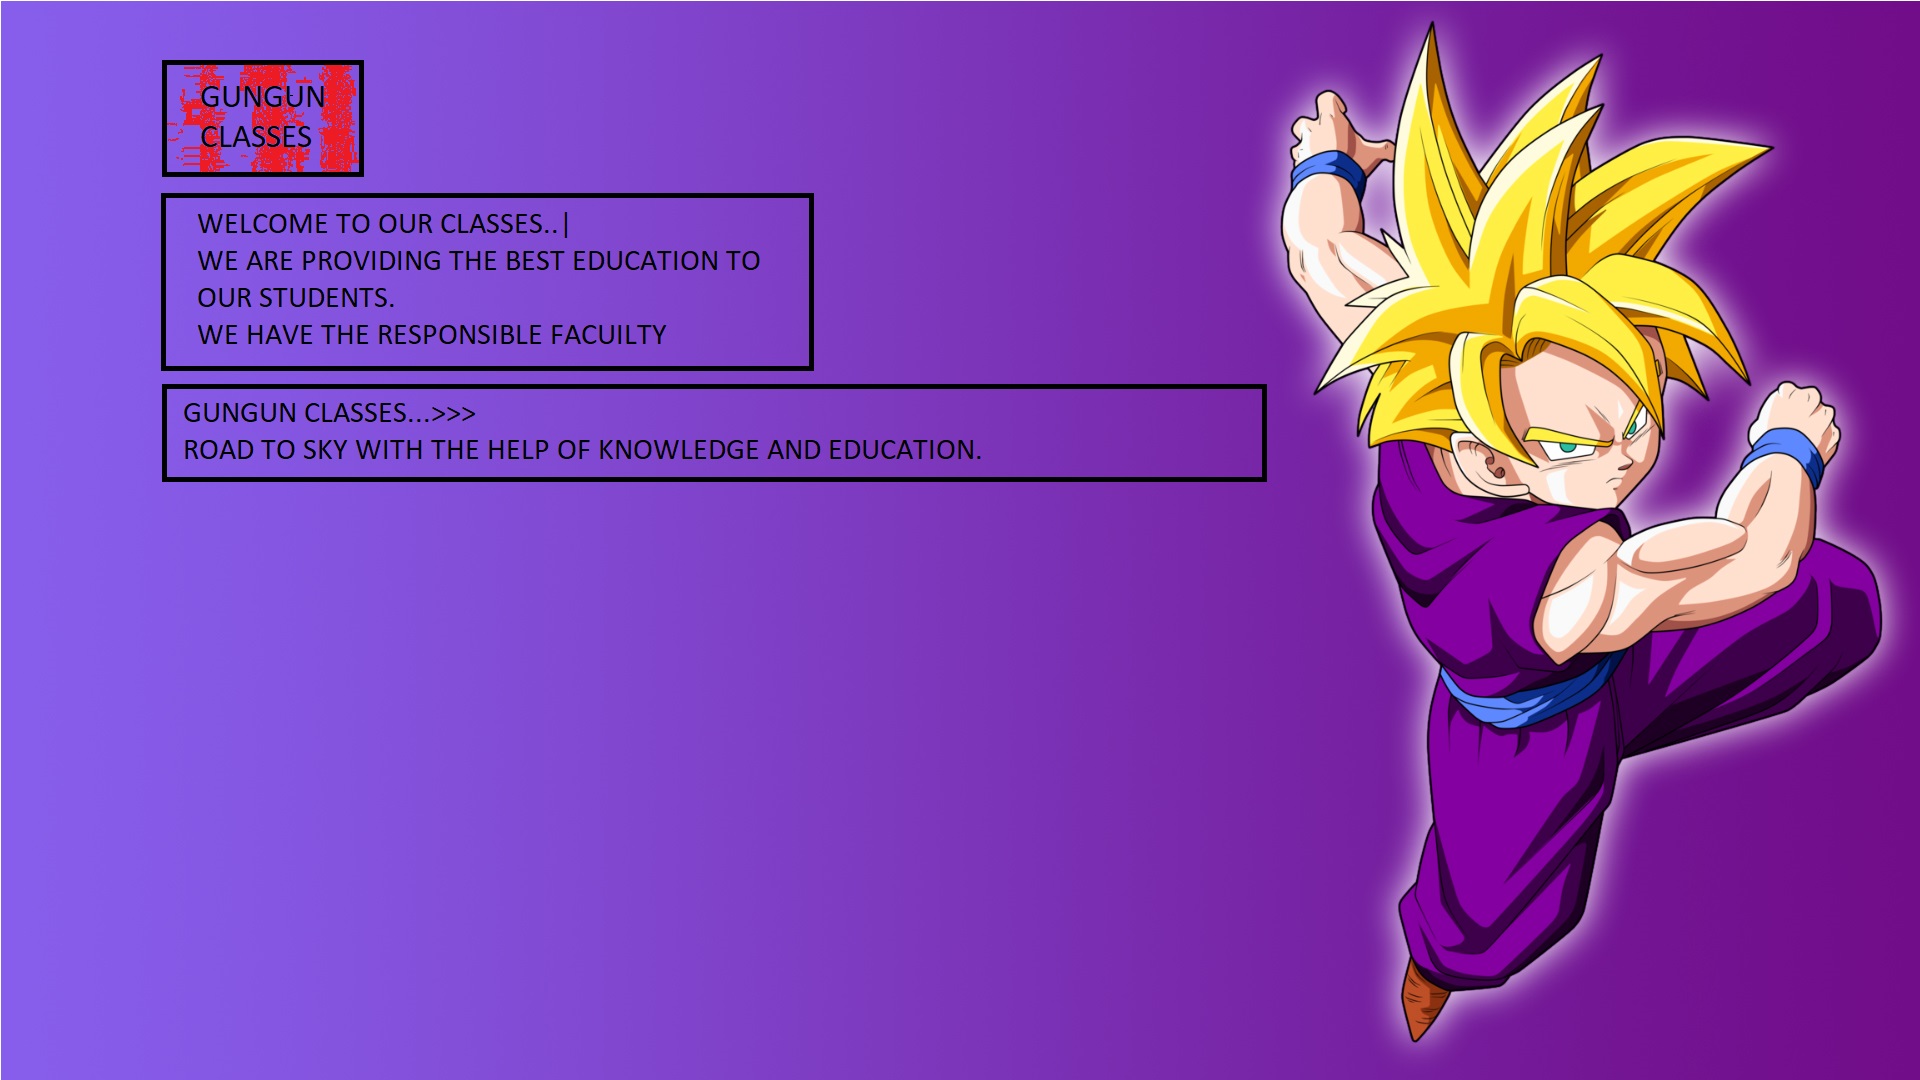 GUNGUN
CLASSES
WELCOME TO OUR CLASSES..|
WE ARE PROVIDING THE BEST EDUCATION TO
OUR STUDENTS.
WE HAVE THE RESPONSIBLE FACUILTY
GUNGUN CLASSES...>>>
ROAD TO SKY WITH THE HELP OF KNOWLEDGE AND EDUCATION.